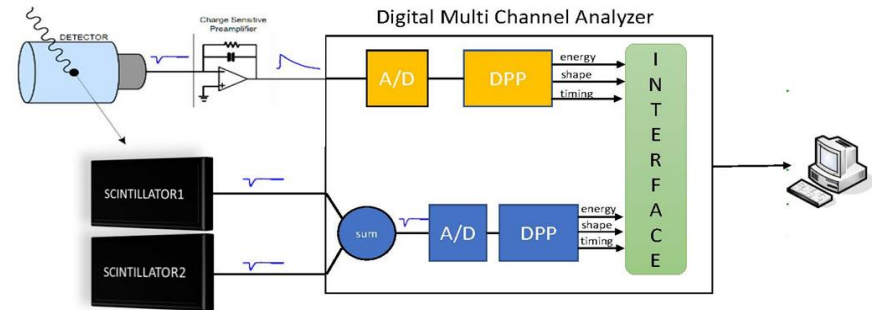 Digital Multi Channel Analyzer
DETECTOR
Charge Sensitive
Preamplifier
A/D
DPP
energy
shape
timing
INTERFACE
SCINTILLATOR1
SCINTILLATOR2
sum
A/D
DPP
energy
shape
timing